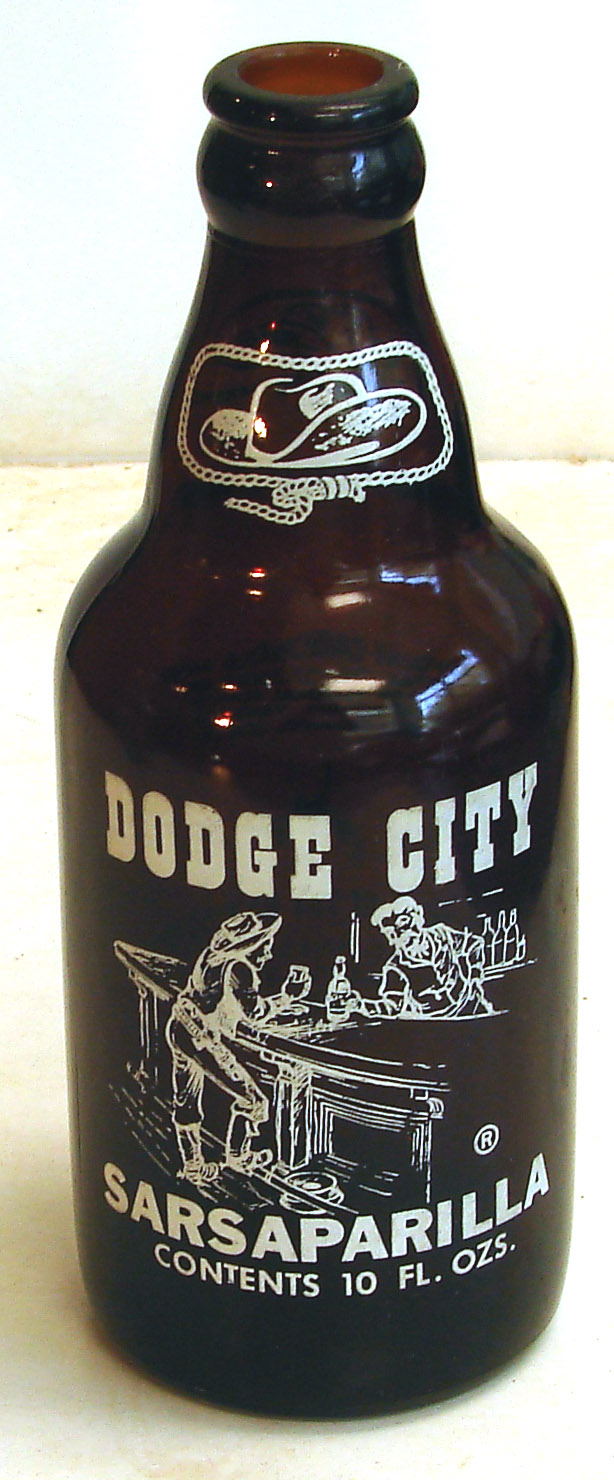 DODGE CITY
®
SARSAPARILLA
CONTENTS 10 FL. OZS.